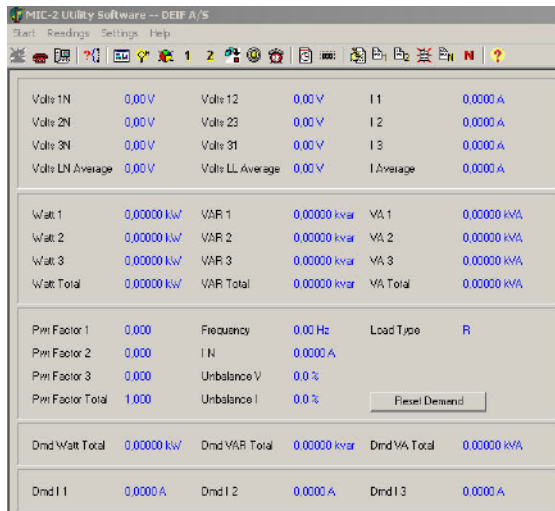 MIC-2 Utility Software -- DEIF A/S
Start Readings Settings Help
1 2 1 2 N N ?
Volts 1N 0,00 V Volts 12 0,00 V I 1 0,0000 A
Volts 2N 0,00 V Volts 23 0,00 V I 2 0,0000 A
Volts 3N 0,00 V Volts 31 0,00 V I 3 0,0000 A
Volts LN Average 0,00 V Volts LL Average 0,00 V I Average 0,0000 A
Watt 1 0,00000 kW VAR 1 0,00000 kvar VA 1 0,00000 kVA
Watt 2 0,00000 kW VAR 2 0,00000 kvar VA 2 0,00000 kVA
Watt 3 0,00000 kW VAR 3 0,00000 kvar VA 3 0,00000 kVA
Watt Total 0,00000 kW VAR Total 0,00000 kvar VA Total 0,00000 kVA
Pwr Factor 1 0,000 Frequency 0.00 Hz Load Type R
Pwr Factor 2 0,000 I N 0,0000 A
Pwr Factor 3 0,000 Unbalance V 0.0 %
Pwr Factor Total 1,000 Unbalance I 0.0 % Reset Demand
Dmd Watt Total 0,00000 kW Dmd VAR Total 0,00000 kvar Dmd VA Total 0,00000 kVA
Dmd I 1 0,0000 A Dmd I 2 0,0000 A Dmd I 3 0,0000 A